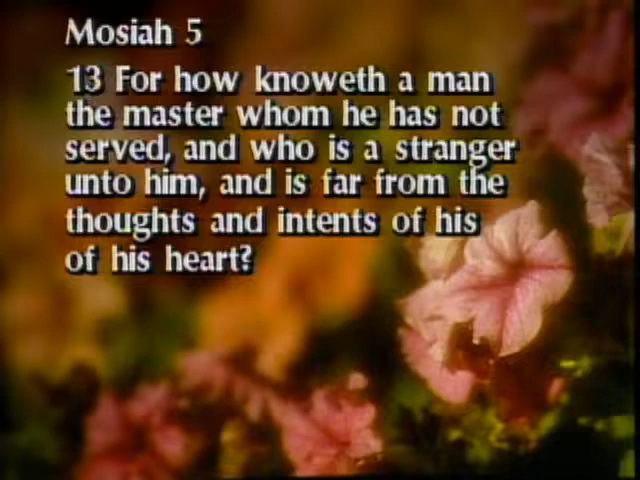 Mosiah 5
13 For how knoweth a man
the master whom he has not
served, and who is a stranger
unto him, and is far from the
thoughts and intents of his
of his heart?